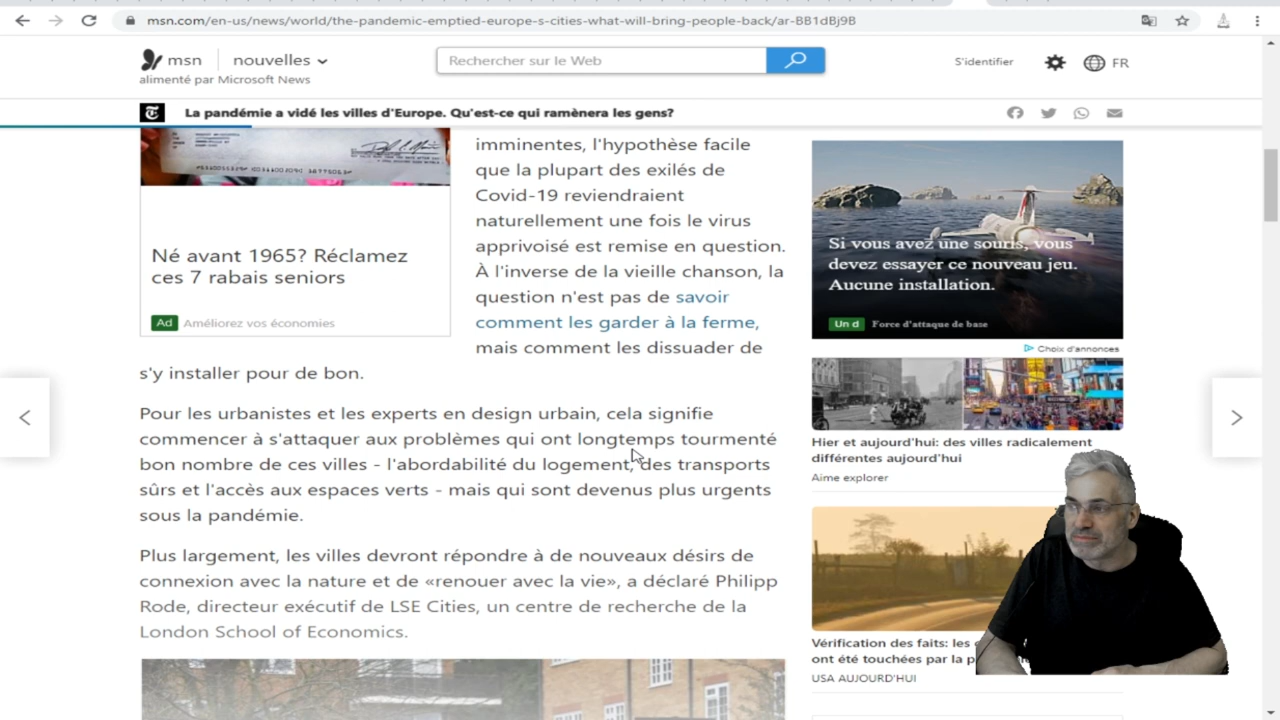 msn.com/en-us/news/world/the-pandemic-emptied-europe-s-cities-what-will-bring-people-back/ar-BB1dBj9B
msn
nouvelles
alimenté par Microsoft News
Rechercher sur le Web
S'identifier
FR
La pandémie a vidé les villes d'Europe. Qu'est-ce qui ramènera les gens?
Né avant 1965? Réclamez
ces 7 rabais seniors
Ad Améliorez vos économies
imminentes, l'hypothèse facile
que la plupart des exilés de
Covid-19 reviendraient
naturellement une fois le virus
apprivoisé est remise en question.
À l'inverse de la vieille chanson, la
question n'est pas de savoir
comment les garder à la ferme,
mais comment les dissuader de
s'y installer pour de bon.
Pour les urbanistes et les experts en design urbain, cela signifie
commencer à s'attaquer aux problèmes qui ont longtemps tourmenté
bon nombre de ces villes - l'abordabilité du logement, des transports
sûrs et l'accès aux espaces verts - mais qui sont devenus plus urgents
sous la pandémie.
Plus largement, les villes devront répondre à de nouveaux désirs de
connexion avec la nature et de «renouer avec la vie», a déclaré Philipp
Rode, directeur exécutif de LSE Cities, un centre de recherche de la
London School of Economics.
Si vous avez une souris, vous
devez essayer ce nouveau jeu.
Aucune installation.
Un d Force d'attaque de base
Choix d'annonces
Hier et aujourd'hui: des villes radicalement
différentes aujourd'hui
Aime explorer
Vérification des faits: les
ont été touchées par la
USA AUJOURD'HUI